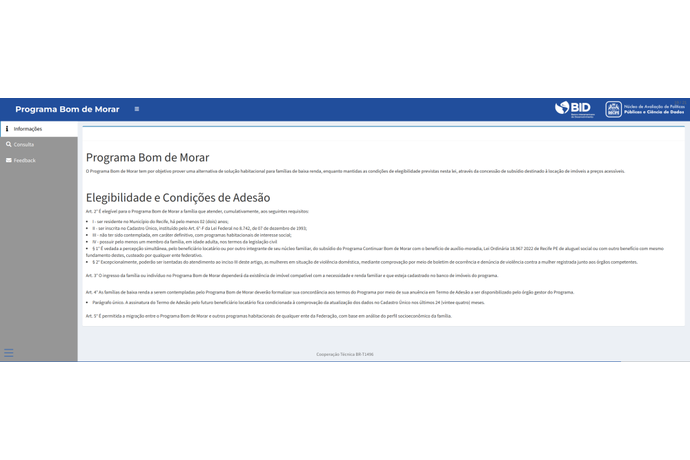 Programa Bom de Morar
BID
Núcleo de Avaliação de Políticas
Públicas e Ciência de Dados
Informações
Consulta
Feedback
Programa Bom de Morar
O Programa Bom de Morar tem por objetivo prover uma alternativa de solução habitacional para famílias de baixa renda, enquanto mantidas as condições de elegibilidade previstas nesta lei, através da concessão de subsídio destinado à locação de imóveis a preços acessíveis.
Elegibilidade e Condições de Adesão
Art. 2° É elegível para o Programa Bom de Morar a família que atender, cumulativamente, aos seguintes requisitos:
I - ser residente no Município do Recife, há pelo menos 02 (dois) anos;
II - ser inscrita no Cadastro Único, instituído pelo Art. 6°-F da Lei Federal no 8.742, de 07 de dezembro de 1993;
III - não ter sido contemplada, em caráter definitivo, com programas habitacionais de interesse social;
IV - possuir pelo menos um membro da família, em idade adulta, nos termos da legislação civil
§ 1° É vedada a percepção simultânea, pelo beneficiário locatário ou por outro integrante de seu núcleo familiar, do subsídio do Programa Continual Bom de Morar com o benefício de auxílio-moradia, Lei Ordinária 18.967.2022 de Recife PE de aluguel social ou com outro benefício com mesmo
fundamento destes, custeado por qualquer ente federativo.
§ 2° Excepcionalmente, poderão ser isentadas do atendimento ao inciso III deste artigo, as mulheres em situação de violência doméstica, mediante comprovação por meio de boletim de ocorrência e denúncia de violência contra a mulher registrada junto aos órgãos competentes.
Art. 3° O ingresso da família ou indivíduo no Programa Bom de Morar dependerá da existência de imóvel compatível com a necessidade e renda familiar e que esteja cadastrado no banco de imóveis do programa.
Art. 4° As famílias de baixa renda a serem contempladas pelo Programa Bom de Morar deverão formalizar sua concordância aos termos do Programa por meio de sua anuência em Termo de Adesão a ser disponibilizado pelo órgão gestor do Programa.
Parágrafo único. A assinatura do Termo de Adesão pelo futuro beneficiário locatário fica condicionada à comprovação da atualização dos dados no Cadastro Único nos últimos 24 (vintes quatro) meses.
Art. 5° É permitida a migração entre o Programa Bom de Morar e outros programas habitacionais de qualquer ente da Federação, com base em análise do perfil socioeconômico da família.
Cooperação Técnica BR-T1496